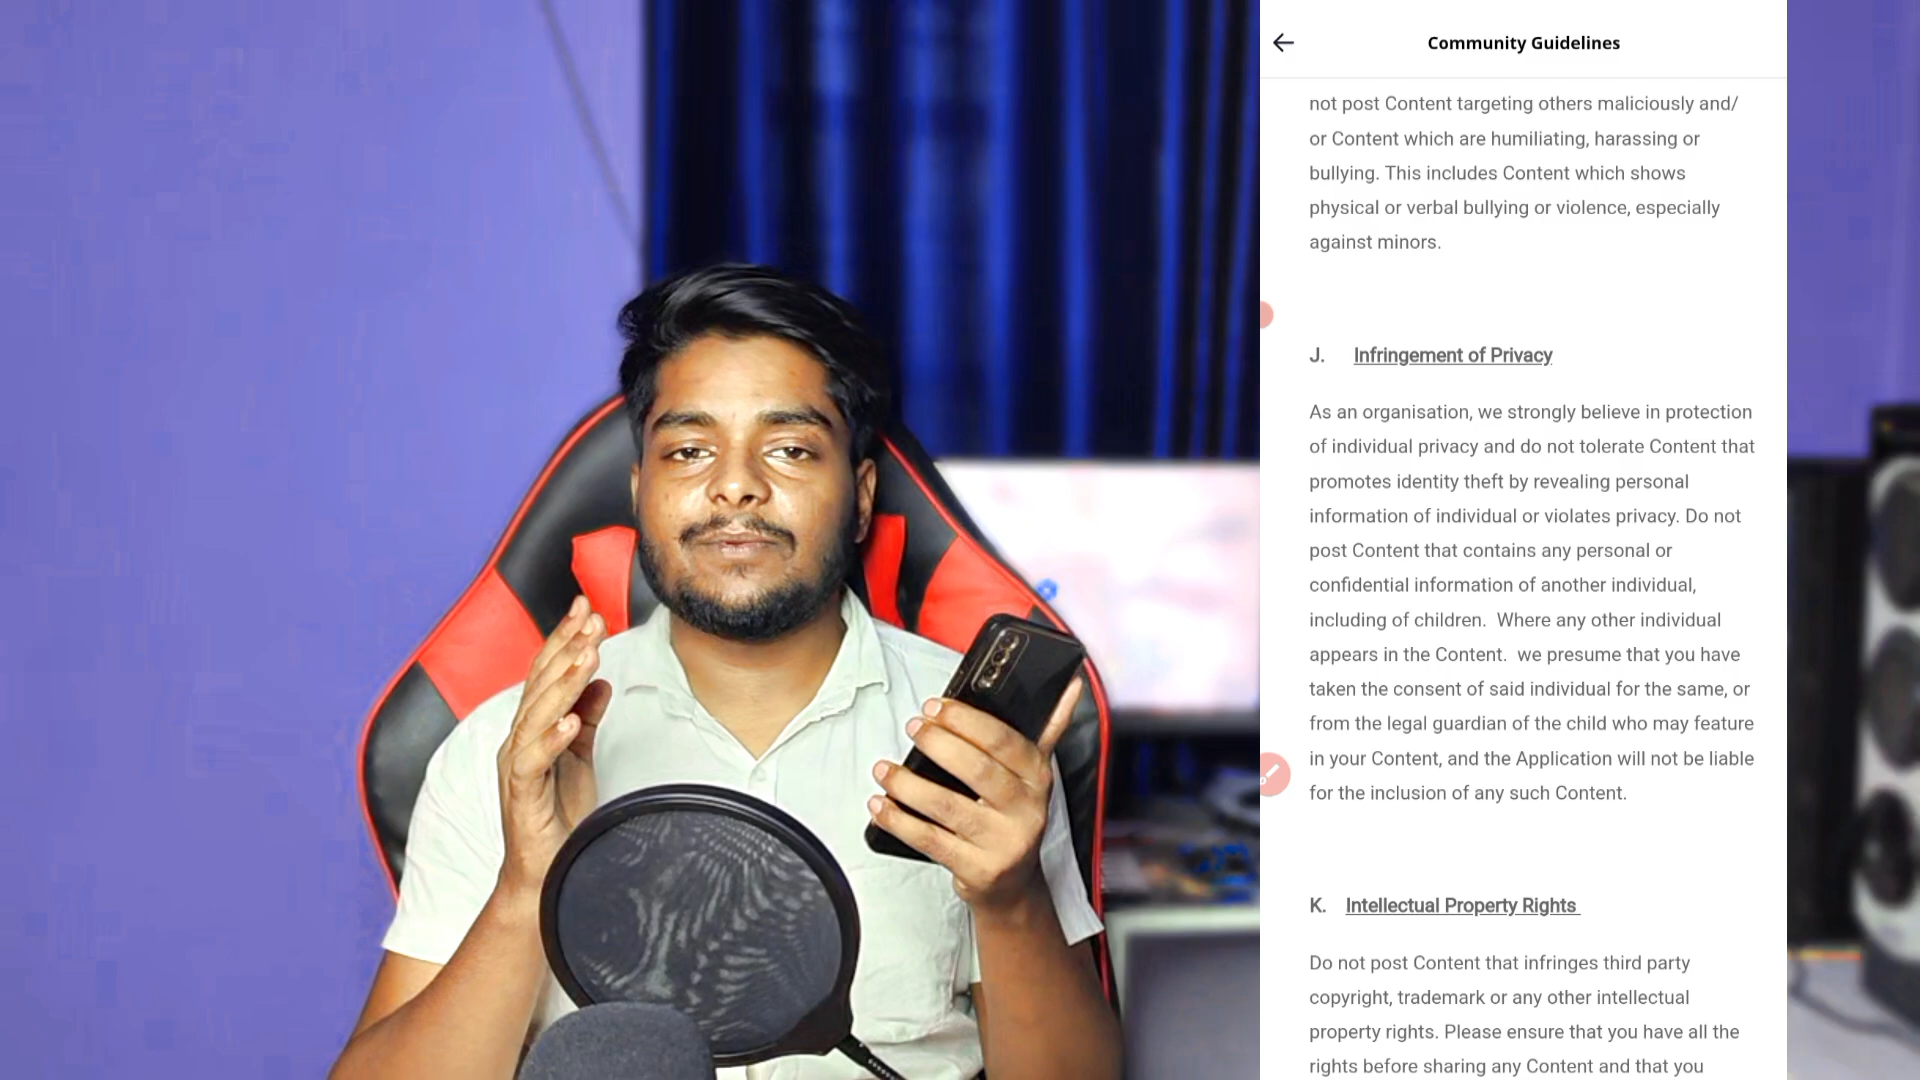 Community Guidelines
not post Content targeting others maliciously and/
or Content which are humiliating, harassing or
bullying. This includes Content which shows
physical or verbal bullying or violence, especially
against minors.
J. Infringement of Privacy
As an organisation, we strongly believe in protection
of individual privacy and do not tolerate Content that
promotes identity theft by revealing personal
information of individual or violates privacy. Do not
post Content that contains any personal or
confidential information of another individual,
including of children.  Where any other individual
appears in the Content.  we presume that you have
taken the consent of said individual for the same, or
from the legal guardian of the child who may feature
in your Content, and the Application will not be liable
for the inclusion of any such Content.
K. Intellectual Property Rights
Do not post Content that infringes third party
copyright, trademark or any other intellectual
property rights. Please ensure that you have all the
rights before sharing any Content and that you